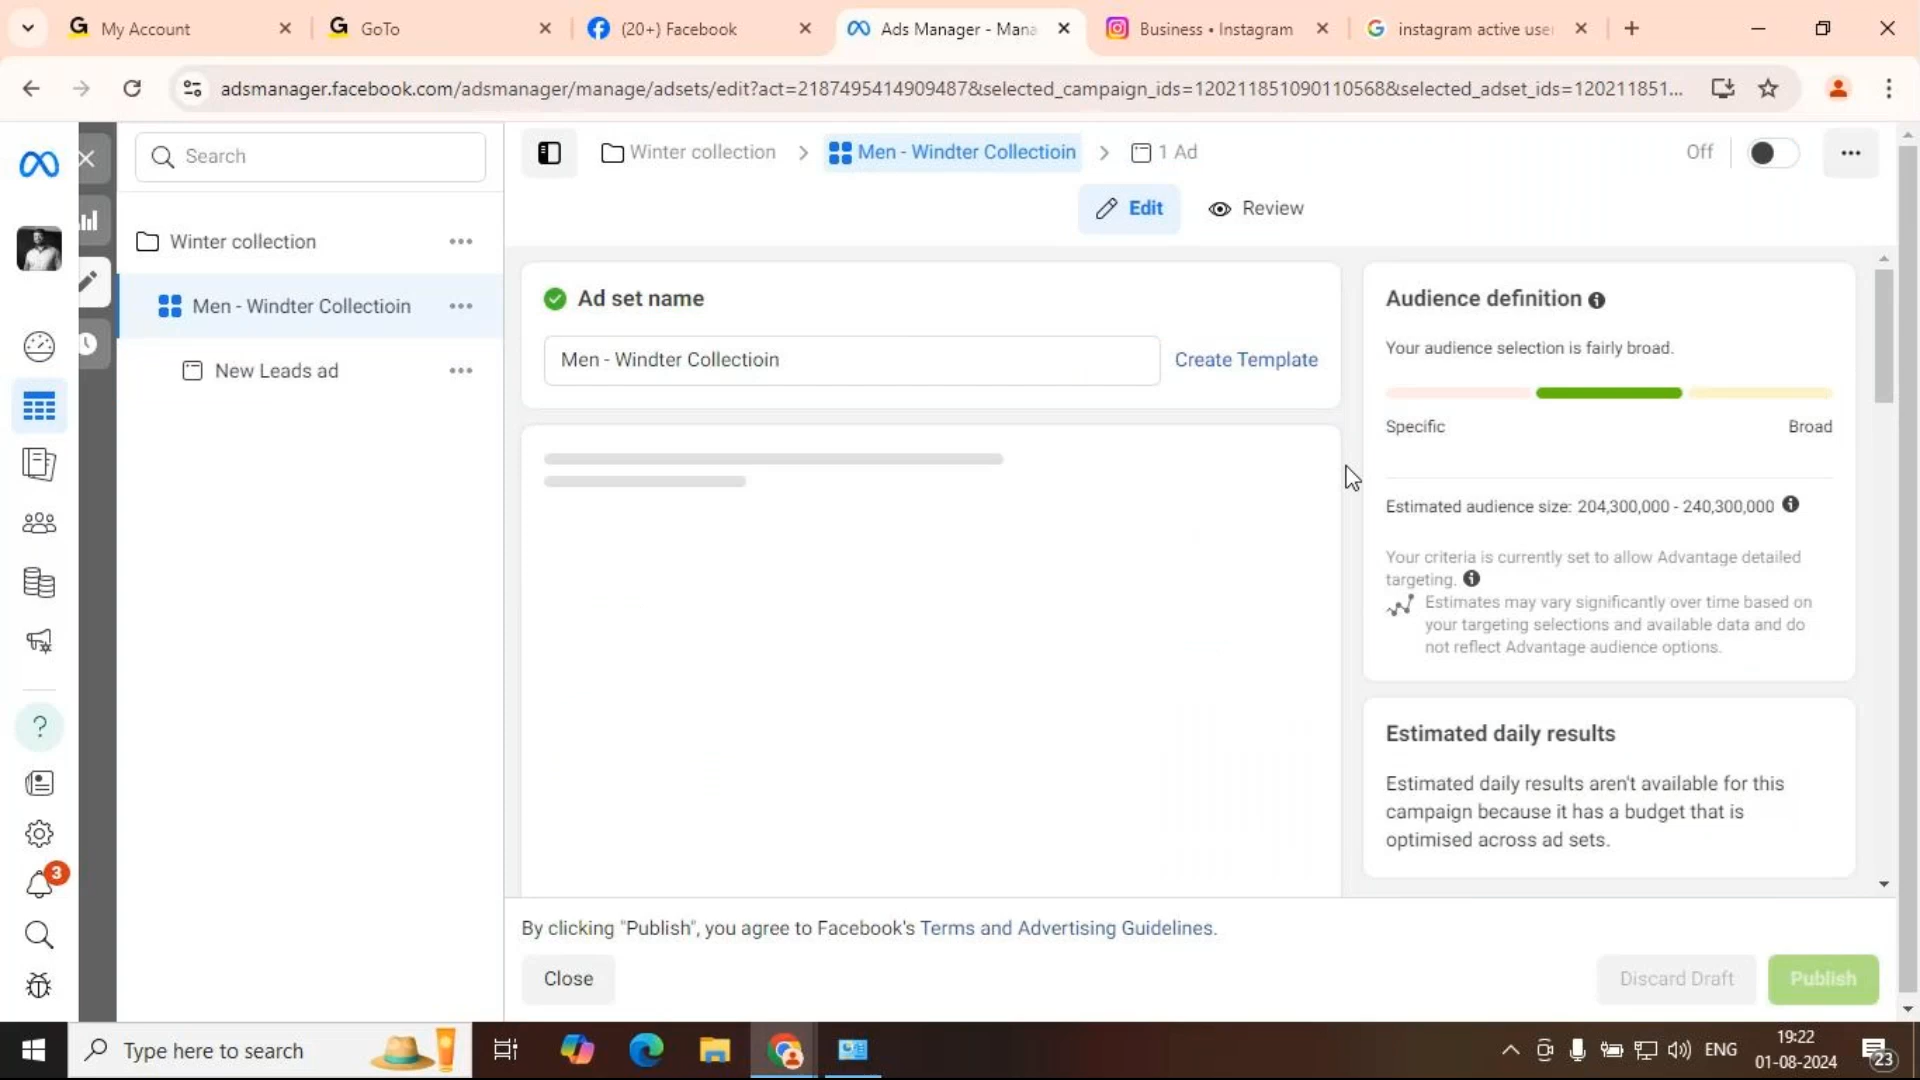 My Account
GoTo
(20+) Facebook
Ads Manager - Mana
Business • Instagram
instagram active use
adsmanager.facebook.com/adsmanager/manage/adsets/edit?act=2187495414909487&selected_campaign_ids=120211851090110568&selected_adset_ids=120211851...
Search
Winter collection
Men - Windter Collectioin
1 Ad
Off
Edit
Review
Winter collection
Men - Windter Collectioin
New Leads ad
Ad set name
Men - Windter Collectioin
Create Template
Audience definition
Your audience selection is fairly broad.
Specific
Broad
Estimated audience size: 204,300,000 - 240,300,000
Your criteria is currently set to allow Advantage detailed
targeting.
Estimates may vary significantly over time based on
your targeting selections and available data and do
not reflect Advantage audience options.
Estimated daily results
Estimated daily results aren't available for this
campaign because it has a budget that is
optimised across ad sets.
3
By clicking "Publish", you agree to Facebook's Terms and Advertising Guidelines.
Close
Discard Draft
Publish
Type here to search
ENG
19:22
01-08-2024
23